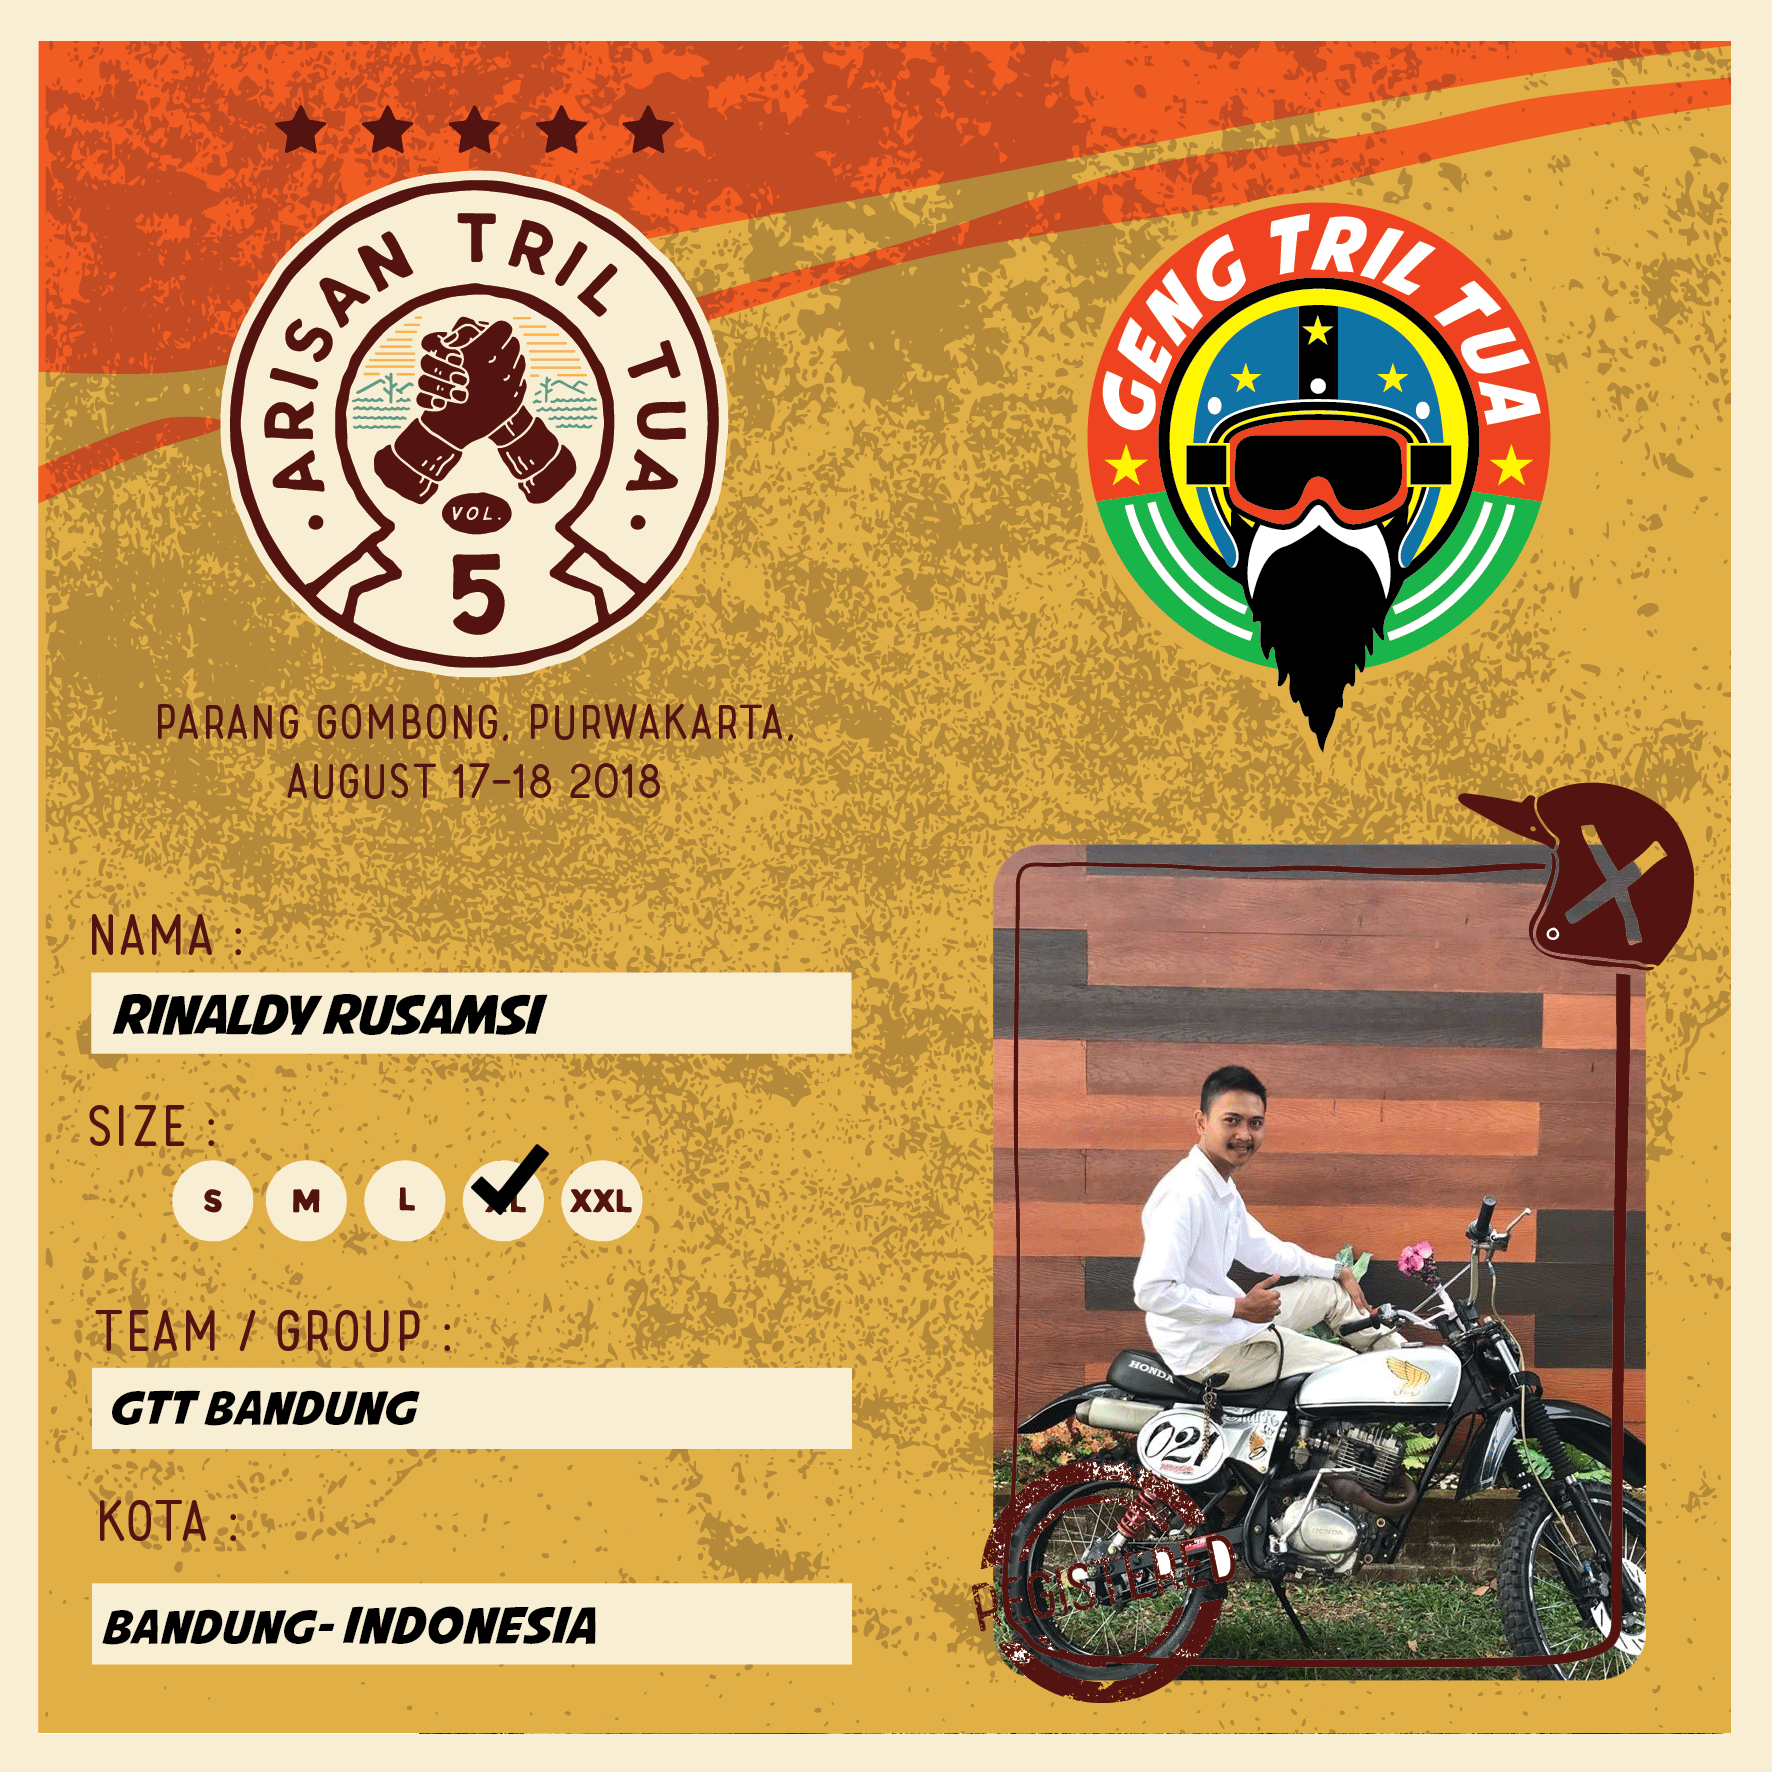 ARISAN TRIL TUA
VOL.
5
PARANG GOMBONG, PURWAKARTA,
AUGUST 17-18 2018
GENG TRIL TUA
NAMA :
RINALDY RUSAMSI
SIZE :
S M L XL XXL
TEAM / GROUP :
GTT BANDUNG
KOTA :
BANDUNG- INDONESIA
HONDA
021
HONDA
REGISTERED